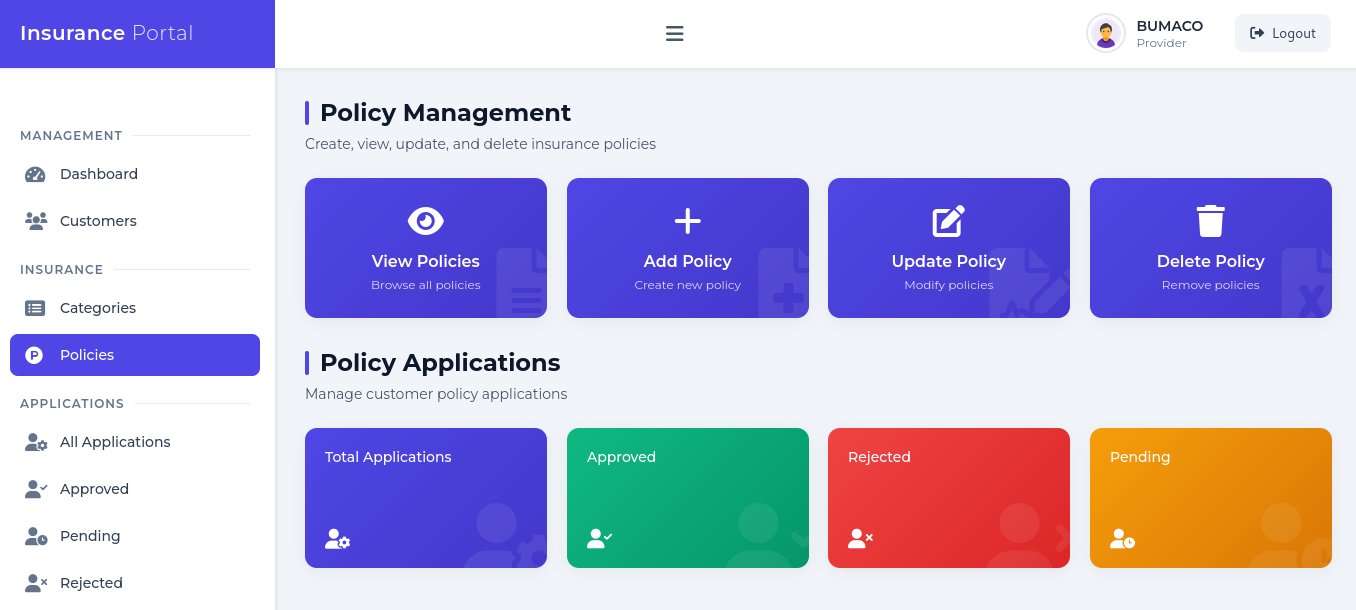 Insurance Portal
BUMACO
Provider
Logout
MANAGEMENT
Dashboard
Customers
INSURANCE
Categories
Policies
APPLICATIONS
All Applications
Approved
Pending
Rejected
Policy Management
Create, view, update, and delete insurance policies
View Policies
Browse all policies
Add Policy
Create new policy
Update Policy
Modify policies
Delete Policy
Remove policies
Policy Applications
Manage customer policy applications
Total Applications
Approved
Rejected
Pending